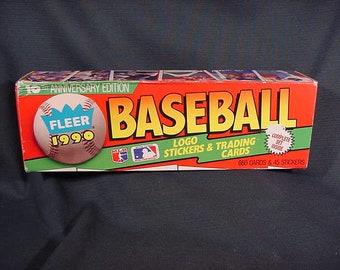 10th ANNIVERSARY EDITION
FLEER
1990
BASEBALL
LOGO
STICKERS & TRADING
CARDS
660 CARDS & 45 STICKERS